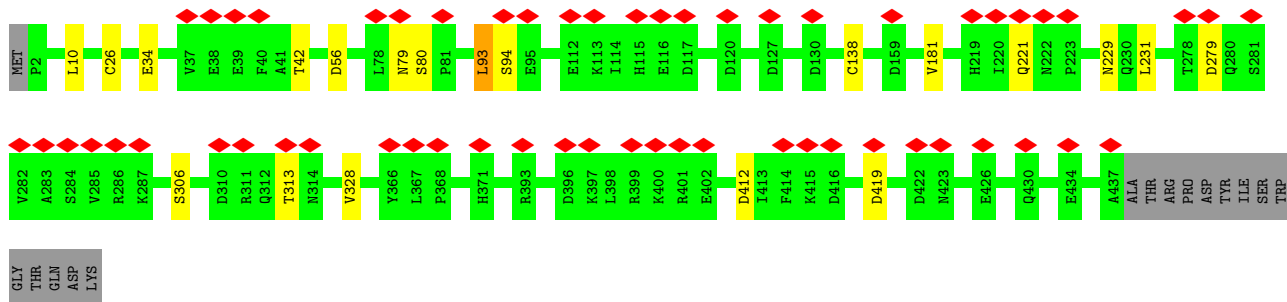 MET P2 L10 C26 E34 V37 E38 E39 F40 A41 T42 D56 L78 N79 S80 P81 L93 S94 E95 E112 K113 I114 H115 E116 D117 D120 D127 D130 C138 D159 V181 H219 I220 Q221 N222 P223 N229 Q230 L231 T278 D279 Q280 S281
V282 A283 S284 V285 R286 K287 S306 D310 R311 Q312 T313 N314 V328 Y366 L367 P368 H371 R393 D396 K397 L398 R399 K400 R401 E402 D412 I413 F414 K415 D416 D419 D422 N423 E426 Q430 E434 A437 ALA THR ARG PRO ASP TYR ILE SER TRP
GLY THR GLN ASP LYS